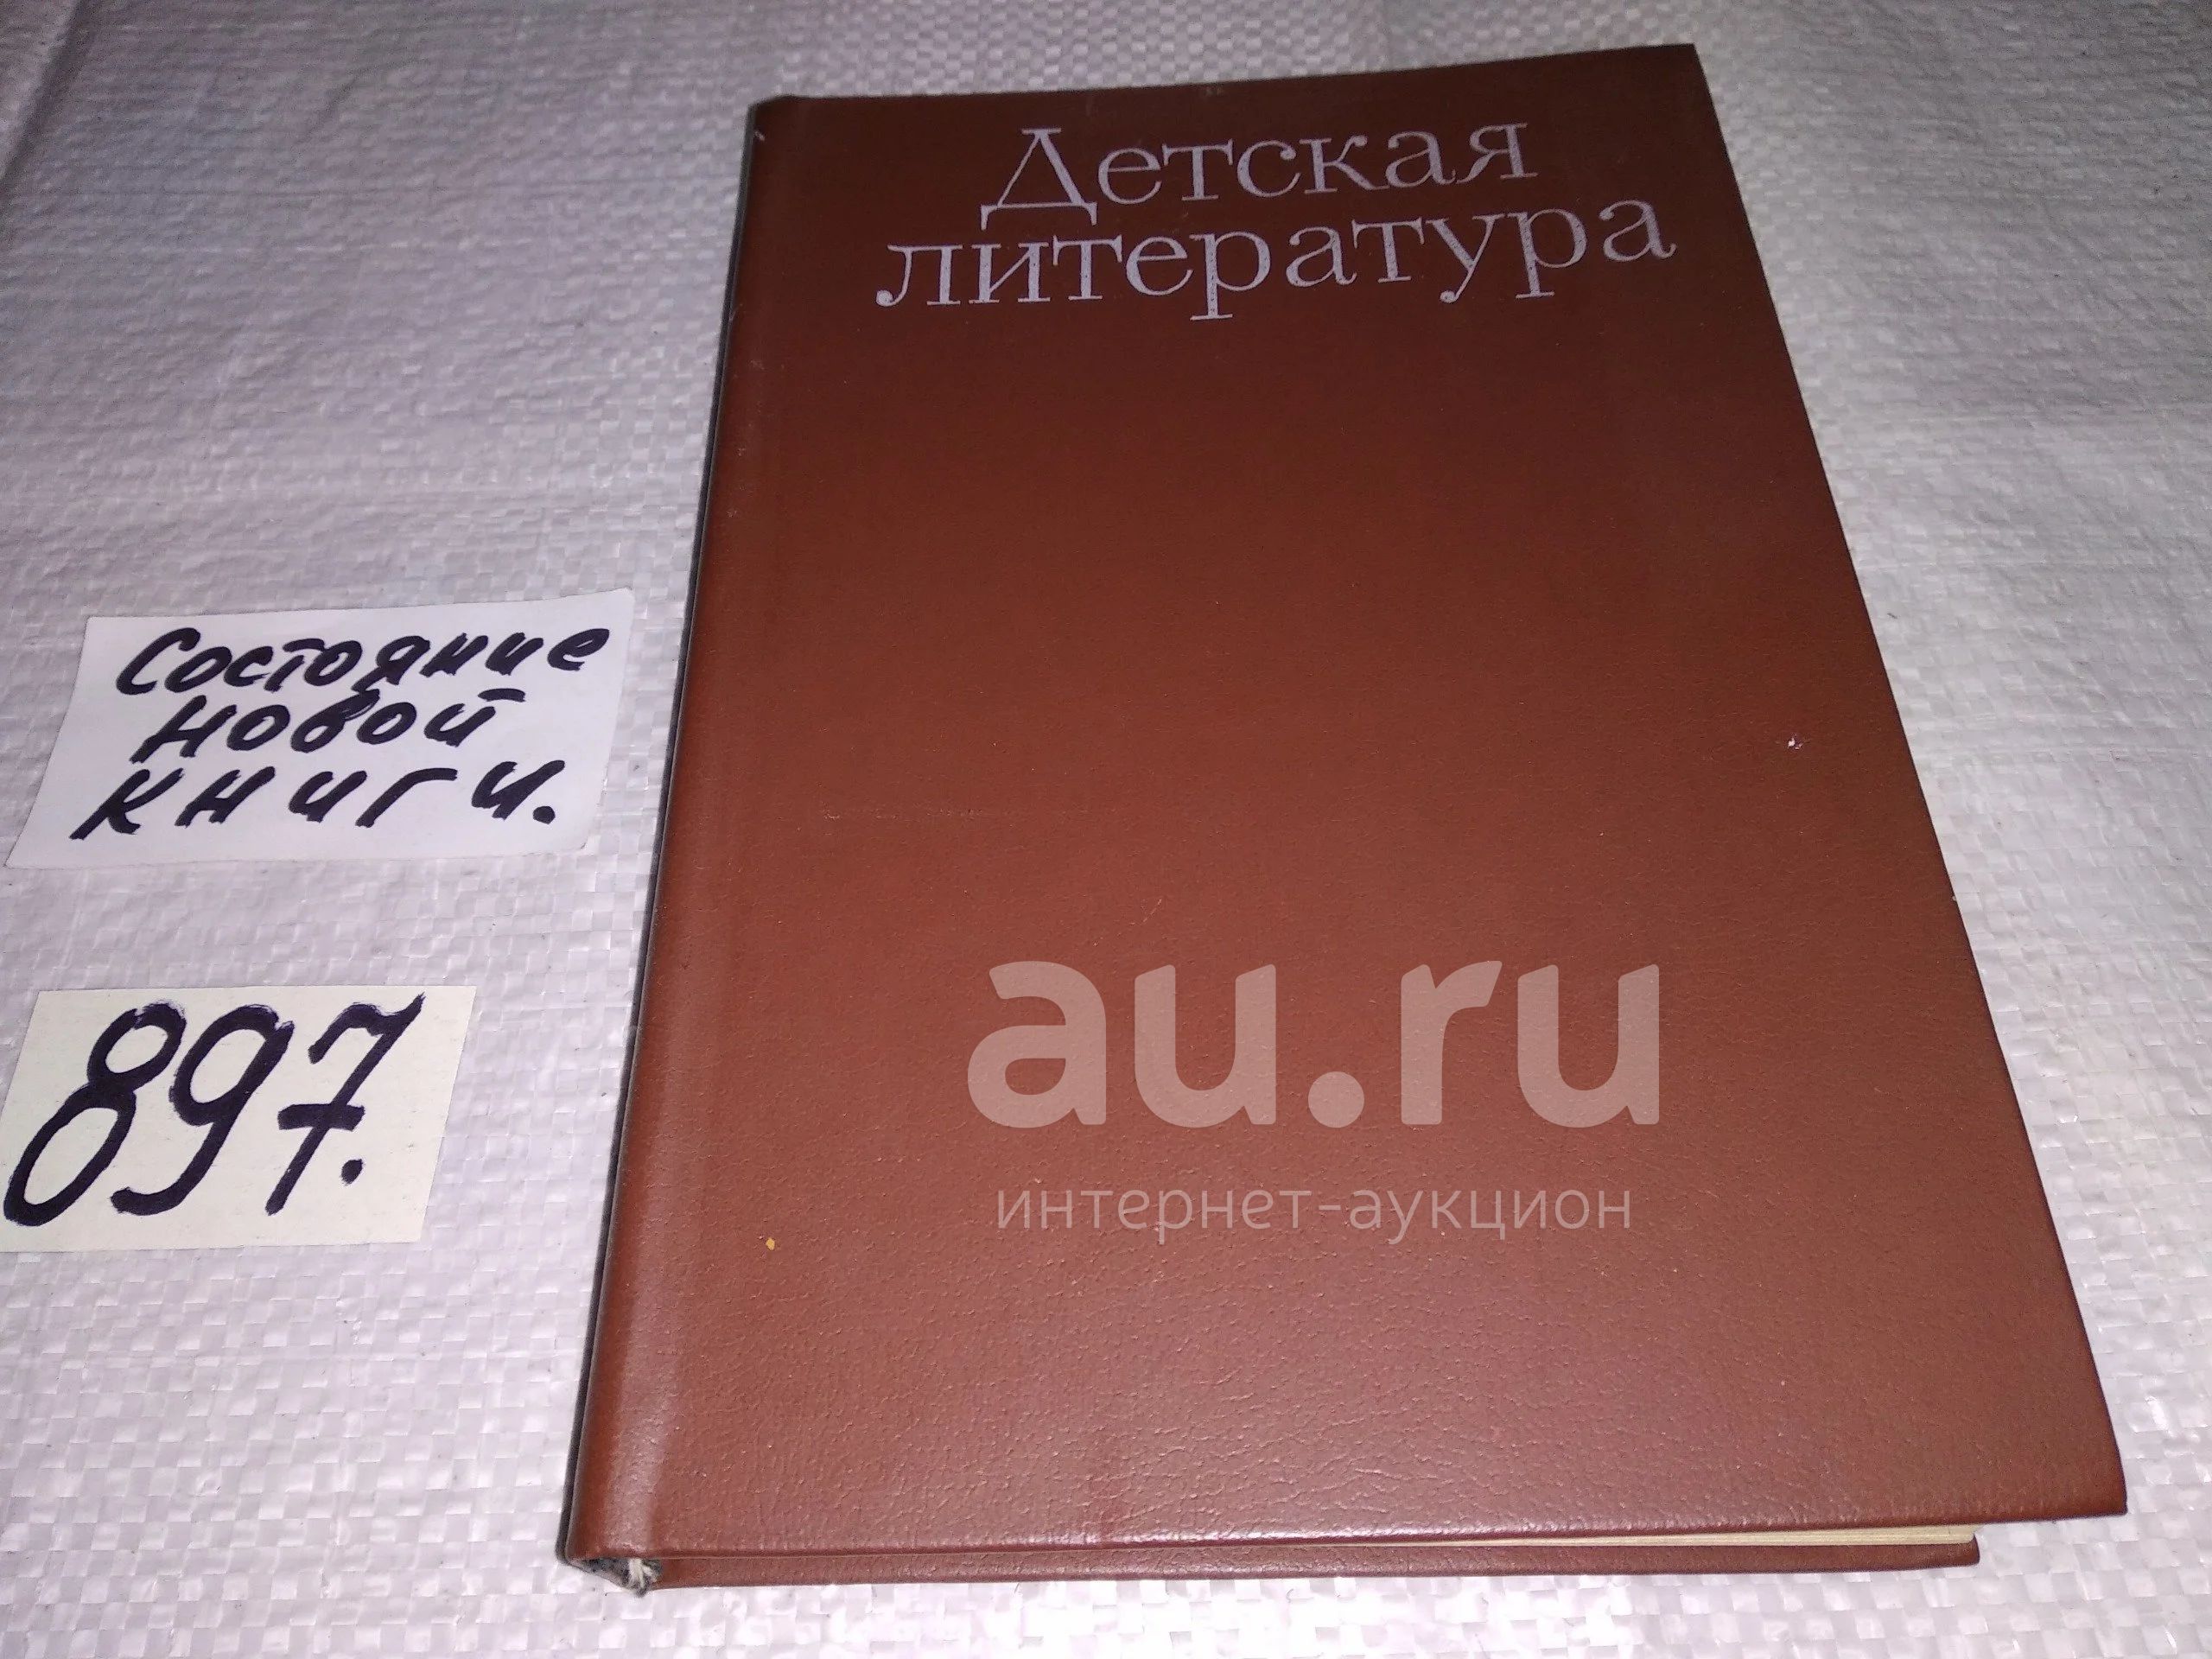 Детская
литература
Состояние
новой
книги.
897.
au.ru
интернет-аукцион